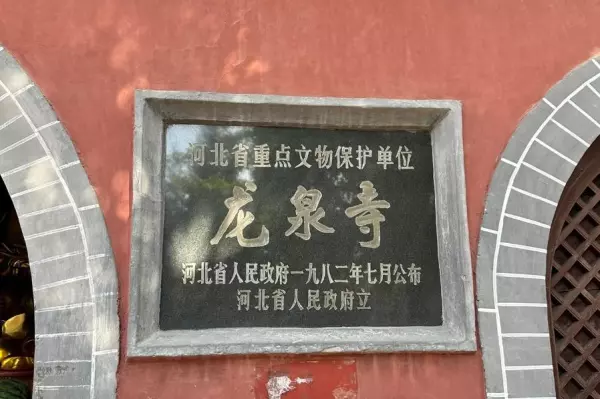 河北省重点文物保护单位
龙泉寺
河北省人民政府一九八二年七月公布
河北省人民政府立